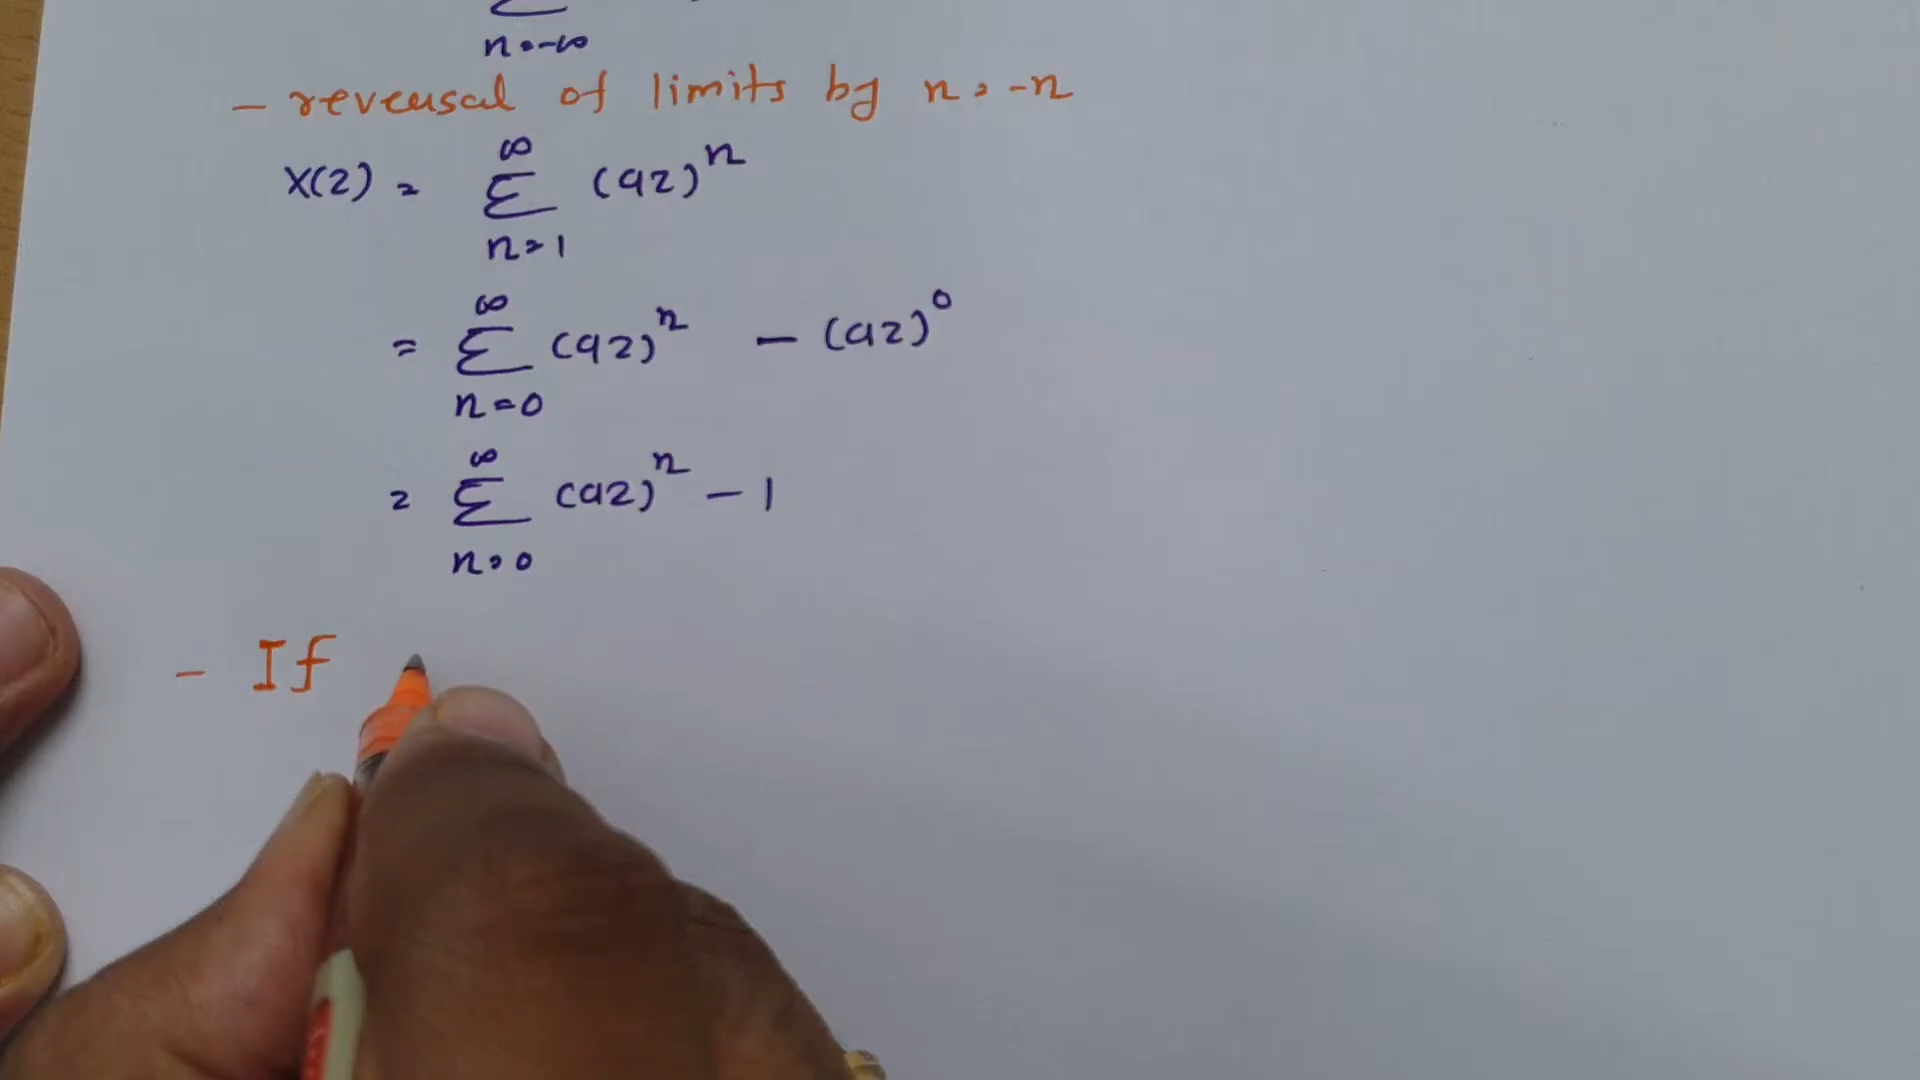 n=-∞
- reversal of limits by n=-n
X(z) = ∞ Σ n=1 (az)^n
= ∞ Σ n=0 (az)^n - (az)^0
= ∞ Σ n=0 (az)^n - 1
- If